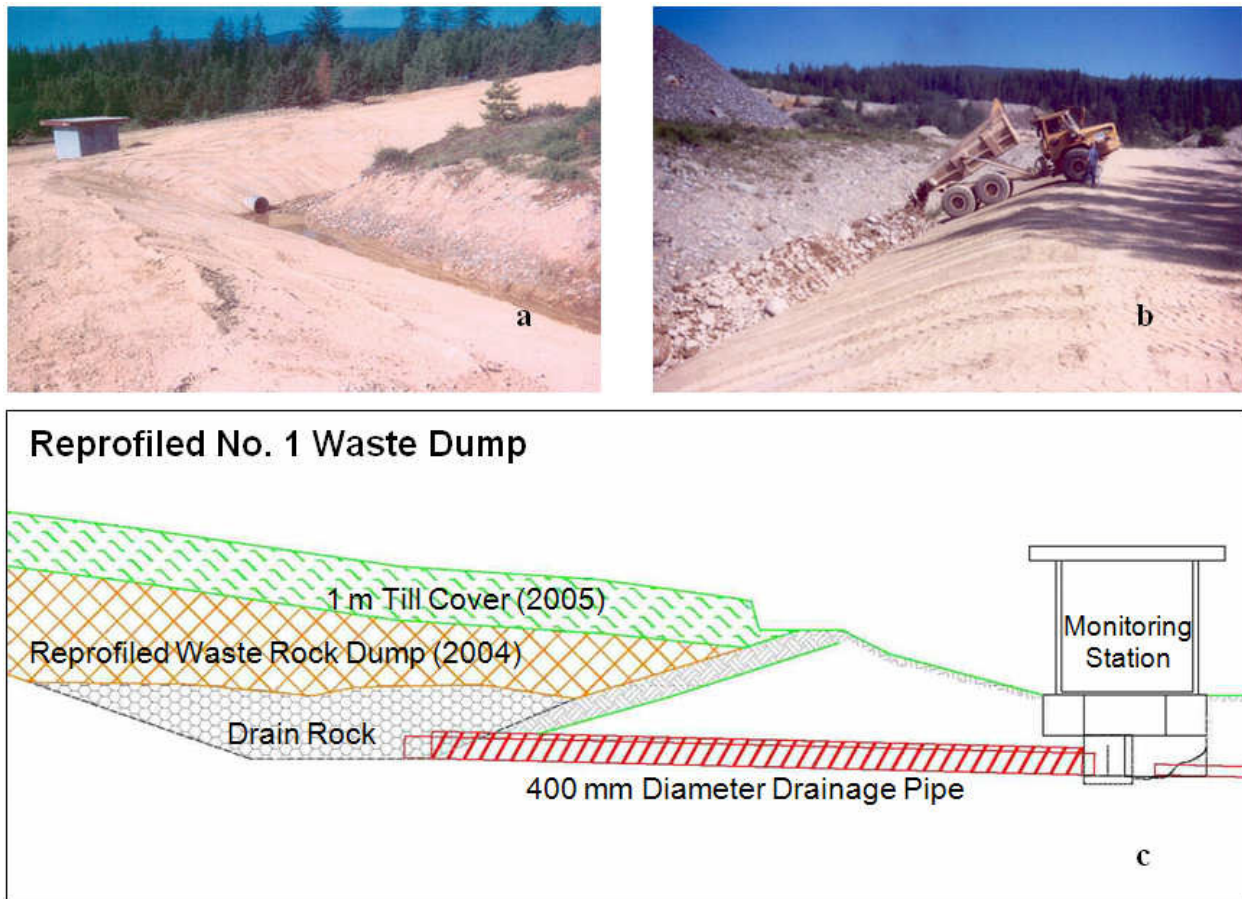 a
b
Reprofiled No. 1 Waste Dump
1 m Till Cover (2005)
Reprofiled Waste Rock Dump (2004)
Drain Rock
Monitoring
Station
400 mm Diameter Drainage Pipe
c